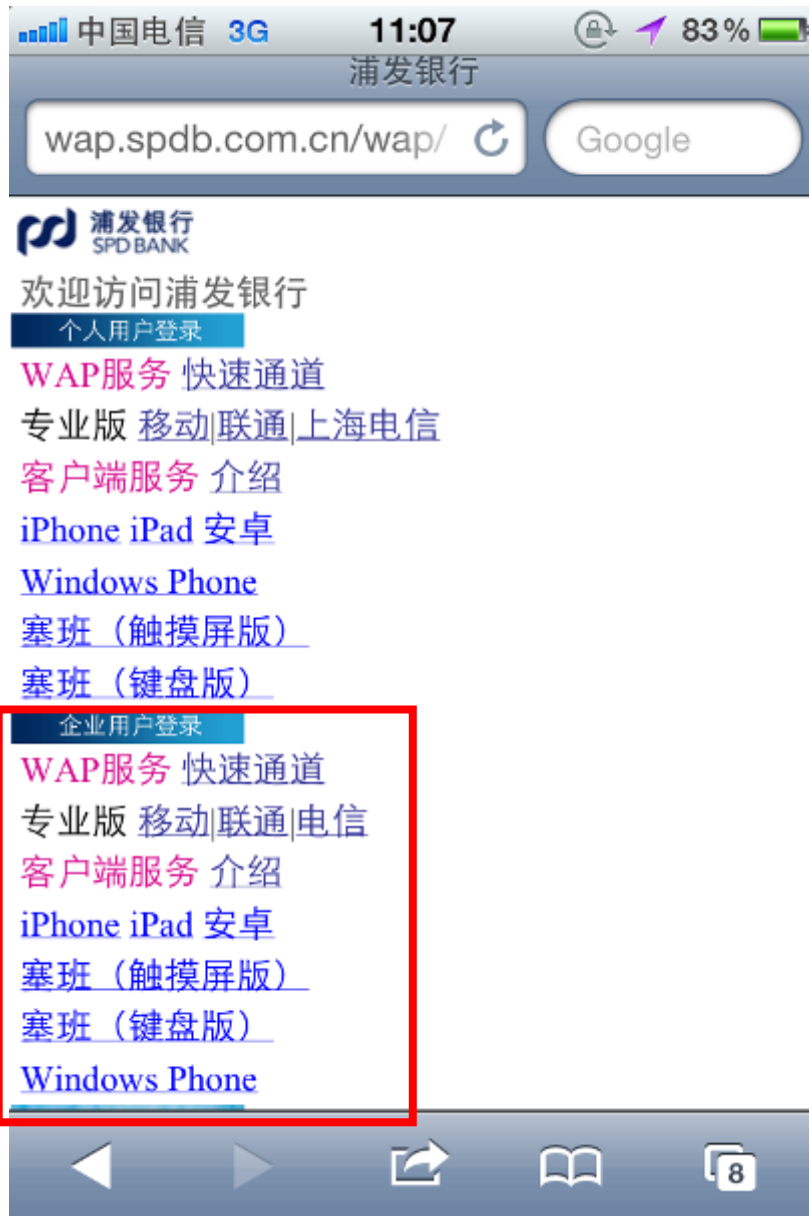 中国电信 3G 11:07 83%
浦发银行
wap.spdb.com.cn/wap/ Google
浦发银行
SPD BANK
欢迎访问浦发银行
个人用户登录
WAP服务 快速通道
专业版 移动|联通|上海电信
客户端服务 介绍
iPhone iPad 安卓
Windows Phone
塞班（触摸屏版）
塞班（键盘版）
企业用户登录
WAP服务 快速通道
专业版 移动|联通|电信
客户端服务 介绍
iPhone iPad 安卓
塞班（触摸屏版）
塞班（键盘版）
Windows Phone
8